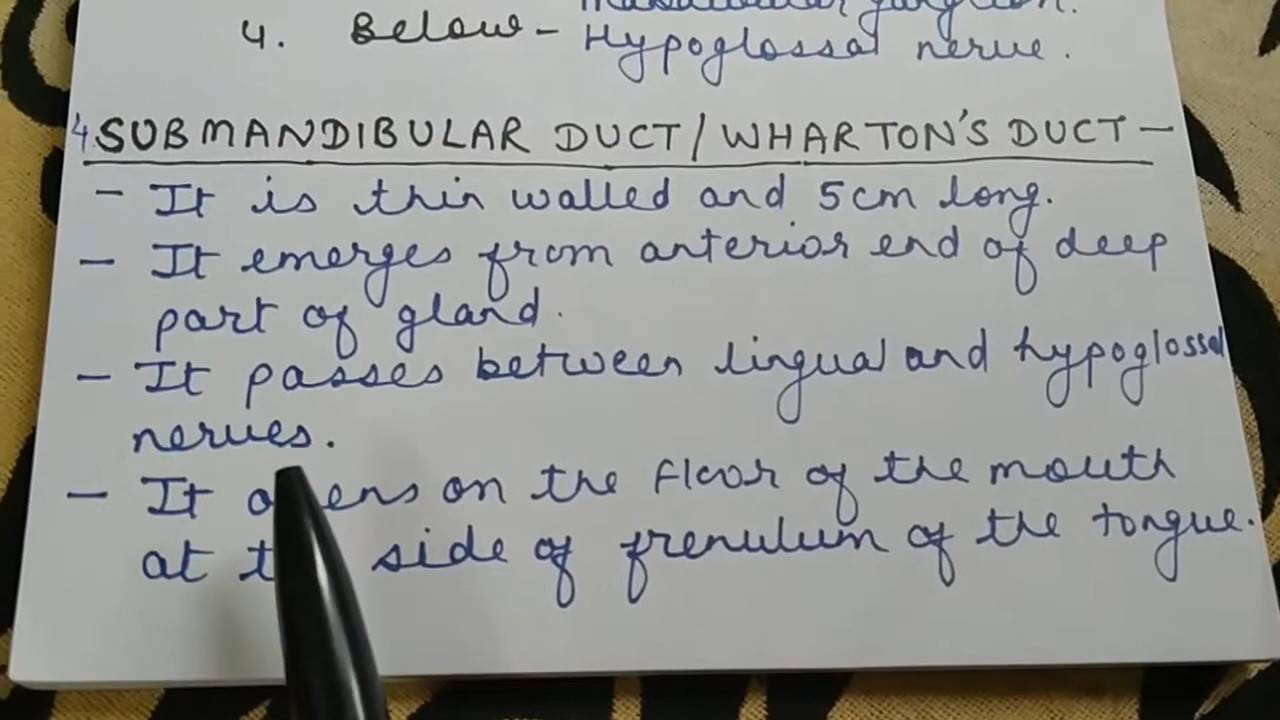 ganglion.
4. Below - Hypoglossal nerve.
4. SUBMANDIBULAR DUCT / WHARTON'S DUCT -
- It is thin walled and 5cm long.
- It emerges from anterior end of deep
part of gland.
- It passes between lingual and hypoglossal
nerves.
- It opens on the floor of the mouth
at side of frenulum of the tongue.